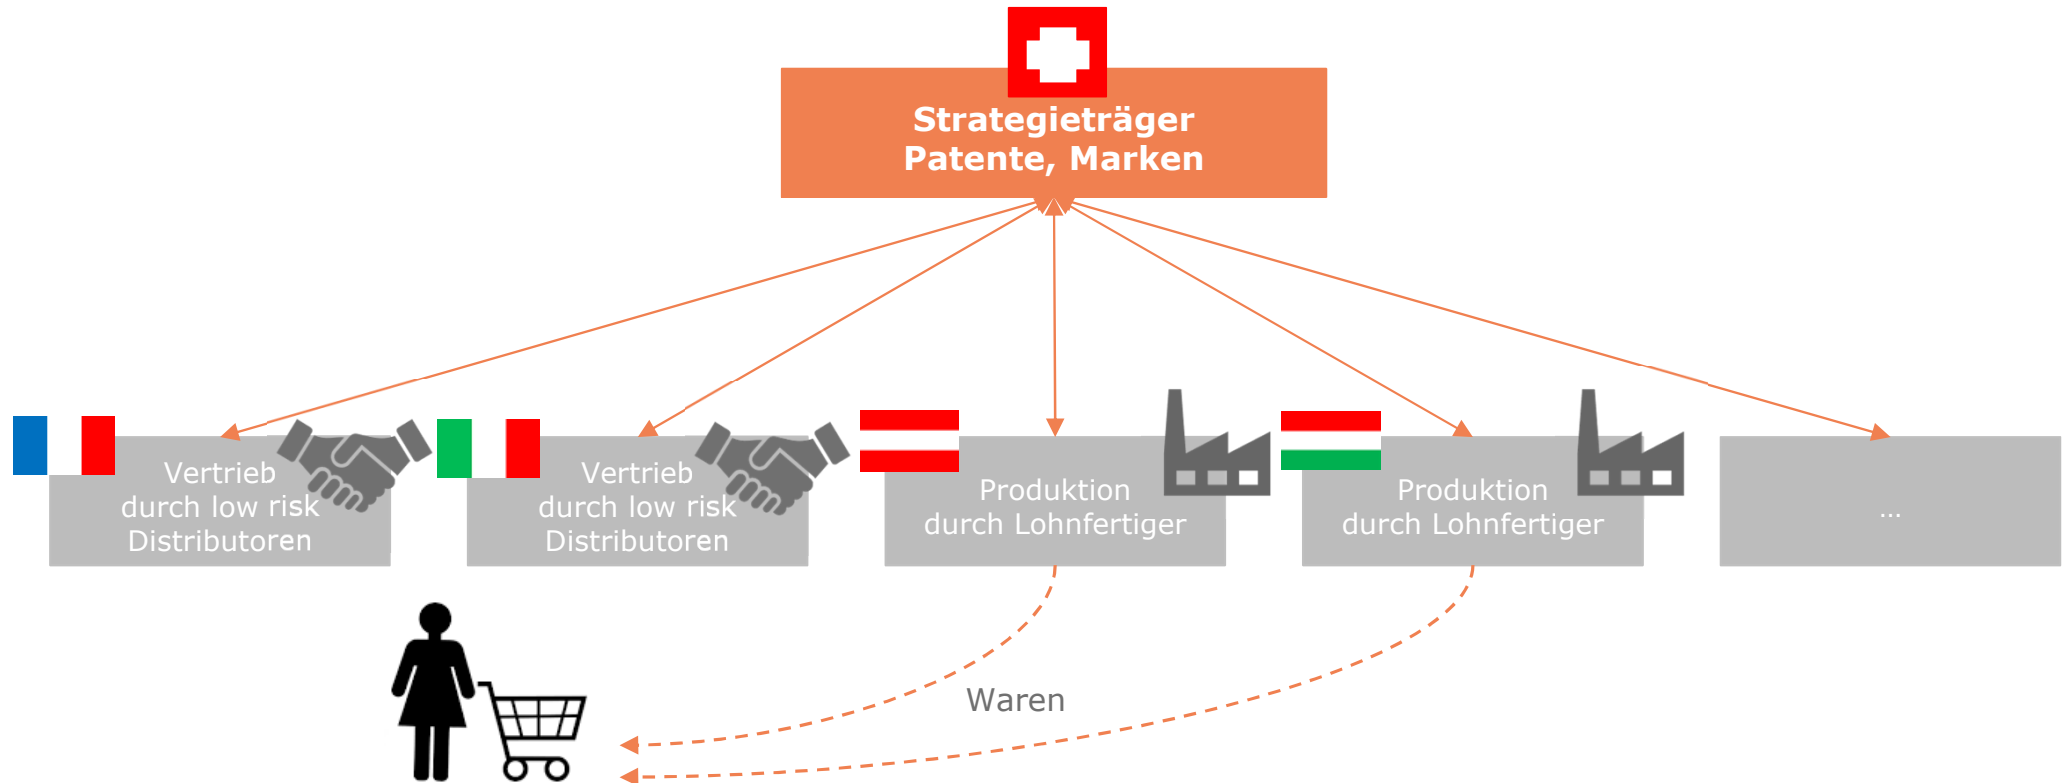 Strategieträger
Patente, Marken
Vertrieb
durch low risk
Distributoren
Vertrieb
durch low risk
Distributoren
Produktion
durch Lohnfertiger
Produktion
durch Lohnfertiger
...
Waren